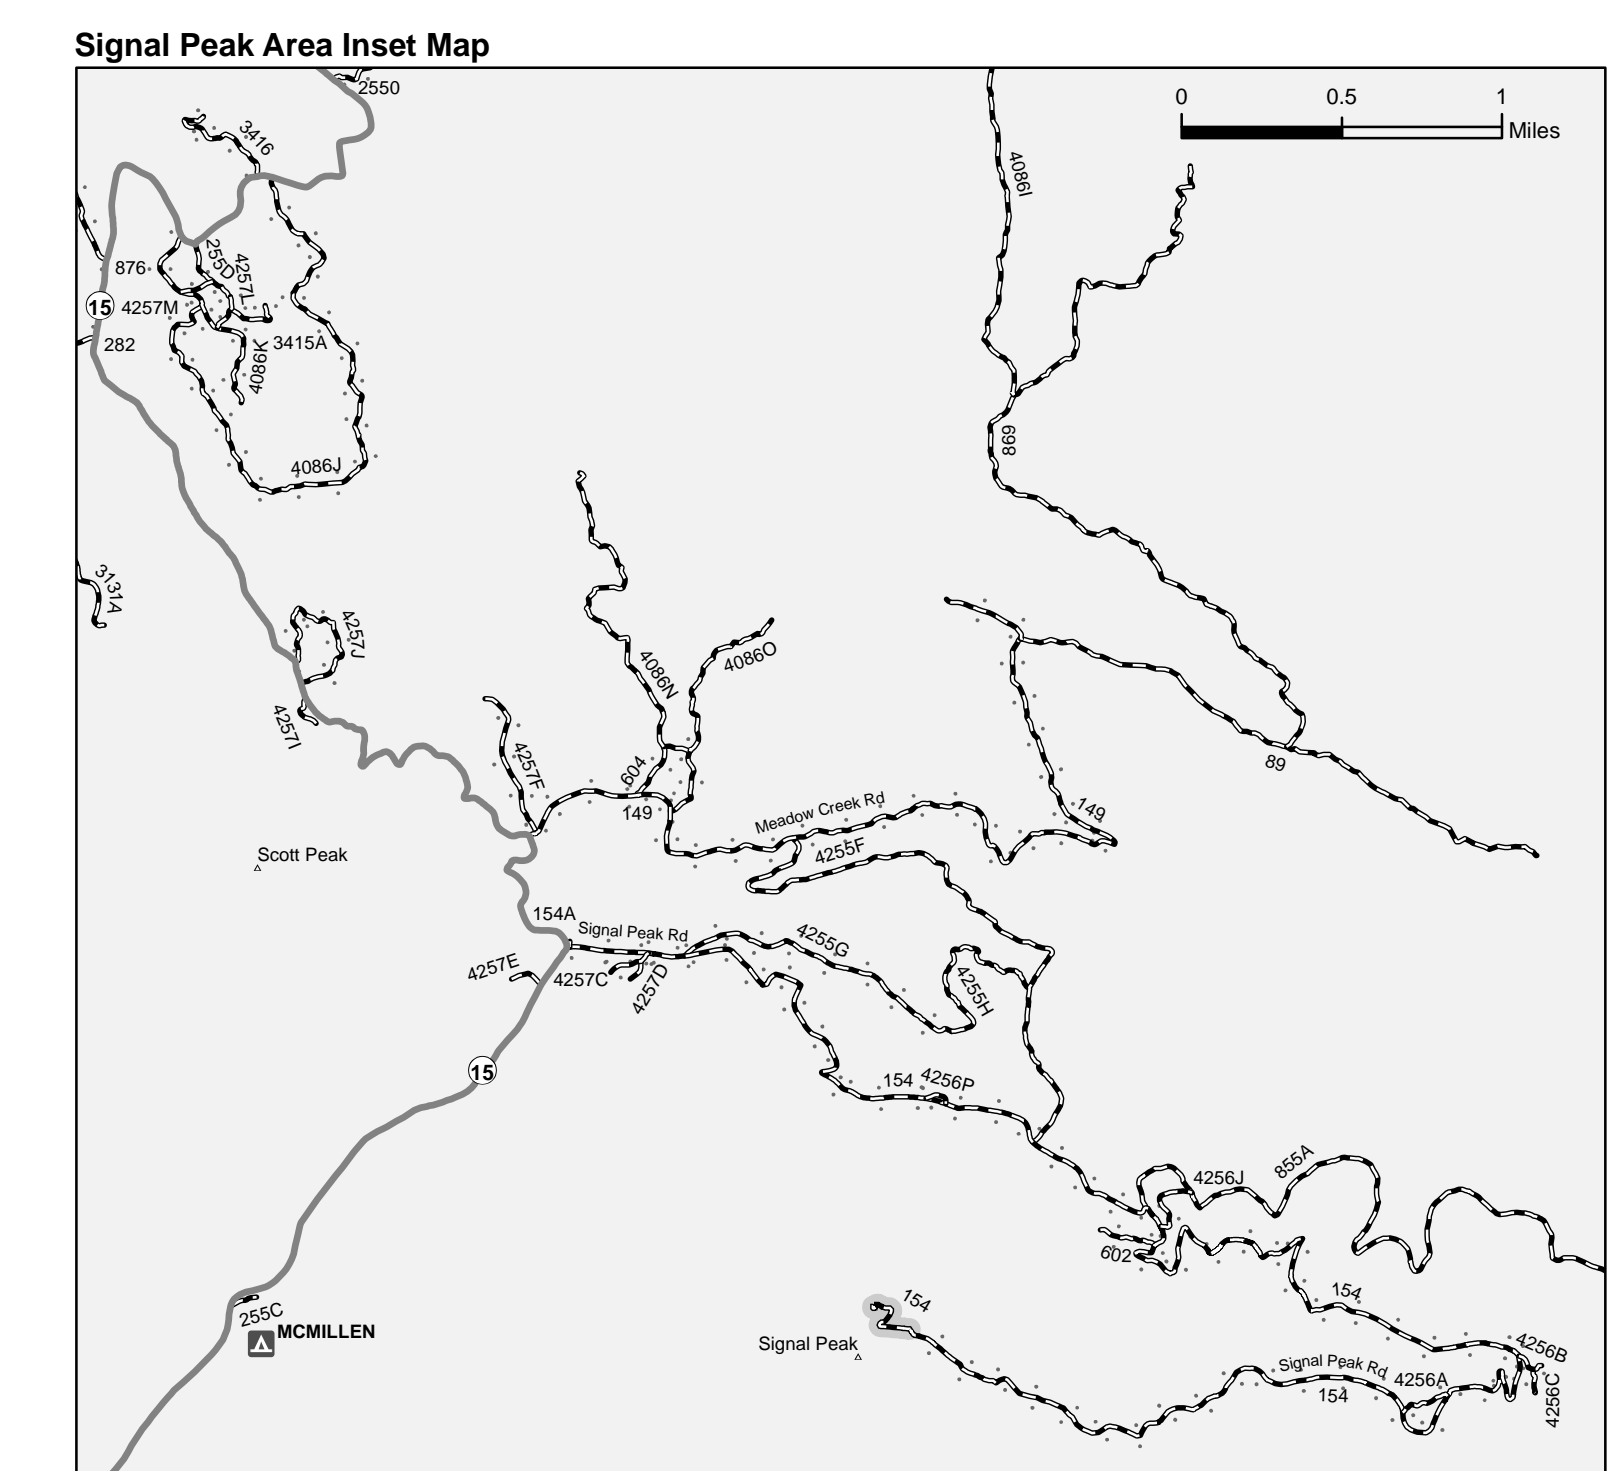 Signal Peak Area Inset Map
2550
0 0.5 1
Miles
3416
4086I
255D
4257L
876
15
4257M
282
3415A
4086K
869
4086J
3131A
4257J
4086N
4086O
4257I
4257F
604
89
149
Meadow Creek Rd
149
4255F
Scott Peak
154A
Signal Peak Rd
4255G
4257E
4257C
4257D
4255H
15
154
4256P
855A
4256J
602
154
154
255C
MCMILLEN
Signal Peak
4256B
Signal Peak Rd
4256A
154
4256C